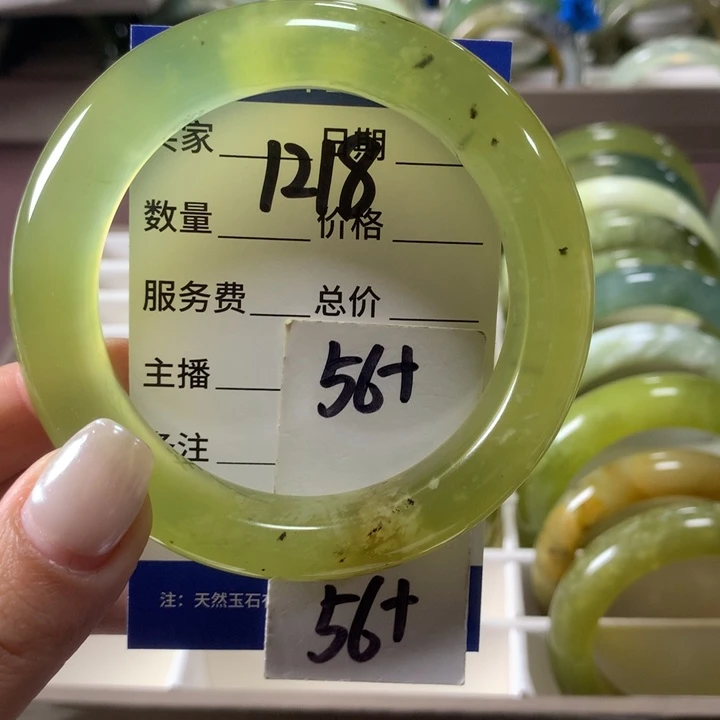 家 日期
1218
数量 价格
服务费 总价
主播
56+
注
注：天然玉石
56+